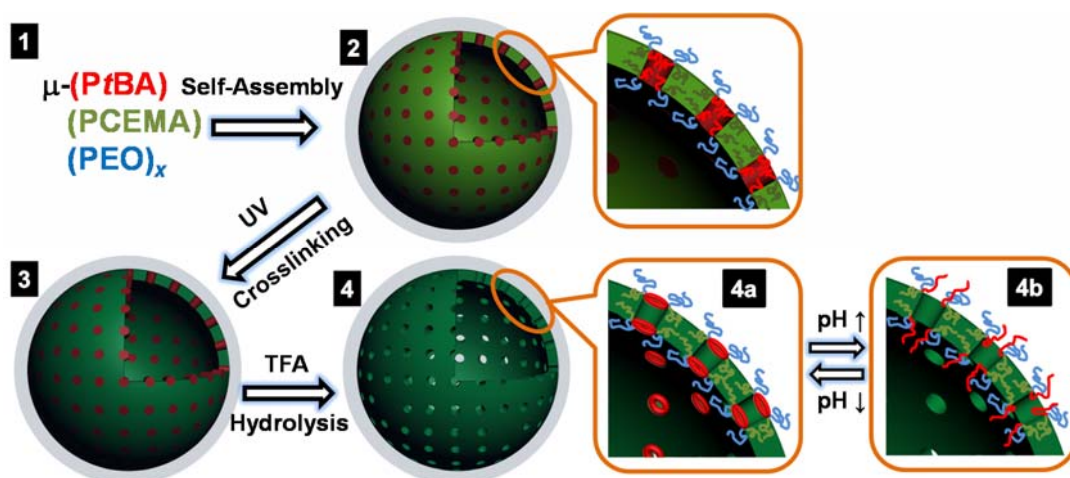 1
μ-(PtBA)
(PCEMA)
(PEO)x
Self-Assembly
2
UV
Crosslinking
3
TFA
Hydrolysis
4
4a
pH ↑
pH ↓
4b